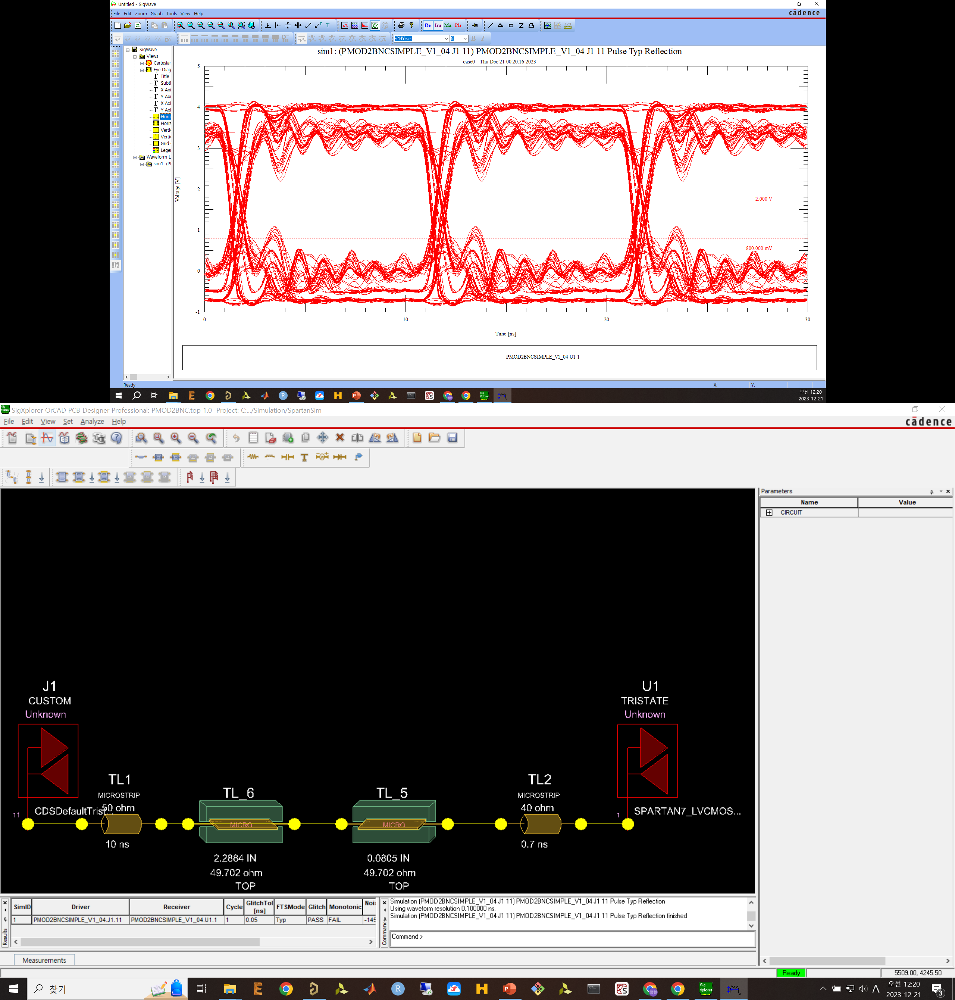 Untitled - SigWave
File Edit Zoom Graph Tools View Help
cādence
Re Im Ma Ph
SigWave
Views
Cartesian
Eye Diag
Title
Subti
X Axi
Y Axi
X Axi
Y Axi
Horiz
Horiz
Vertic
Vertic
Grid
Leger
Waveform L
sim1: (Pl
sim1: (PMOD2BNCSIMPLE_V1_04 J1 11) PMOD2BNCSIMPLE_V1_04 J1 11 Pulse Typ Reflection
case0 - Thu Dec 21 00:20:16 2023
5
4
3
2
1
0
-1
Voltage [V]
2.000 V
800.000 mV
0 10 20 30
Time [ns]
PMOD2BNCSIMPLE_V1_04 U1 1
Ready
X: Y:
오전 12:20
2023-12-21
SigXplorer OrCAD PCB Designer Professional: PMOD2BNC.top 1.0 Project: C:.../Simulation/SpartanSim
File Edit View Set Analyze Help
cādence
Parameters
Name Value
CIRCUIT
J1
CUSTOM
Unknown
U1
TRISTATE
Unknown
TL1
MICROSTRIP
50 ohm
10 ns
TL_6
MICRO
2.2884 IN
49.702 ohm
TOP
TL_5
MICRO
0.0805 IN
49.702 ohm
TOP
TL2
MICROSTRIP
40 ohm
0.7 ns
11
CDSDefaultTrist...
1
SPARTAN7_LVCMOS...
SimID Driver Receiver Cycle GlitchTol [ns] FTSMode Glitch Monotonic Noi
1 PMOD2BNCSIMPLE_V1_04.J1.11 PMOD2BNCSIMPLE_V1_04.U1.1 1 0.05 Typ PASS FAIL -145
Results
Simulation (PMOD2BNCSIMPLE_V1_04 J1 11) PMOD2BNCSIMPLE_V1_04 J1 11 Pulse Typ Reflection
Using waveform resolution 0.100000 ns.
Simulation (PMOD2BNCSIMPLE_V1_04 J1 11) PMOD2BNCSIMPLE_V1_04 J1 11 Pulse Typ Reflection finished
Command >
Measurements
Ready
5509.00, 4245.50
찾기
A
오전 12:20
2023-12-21
3